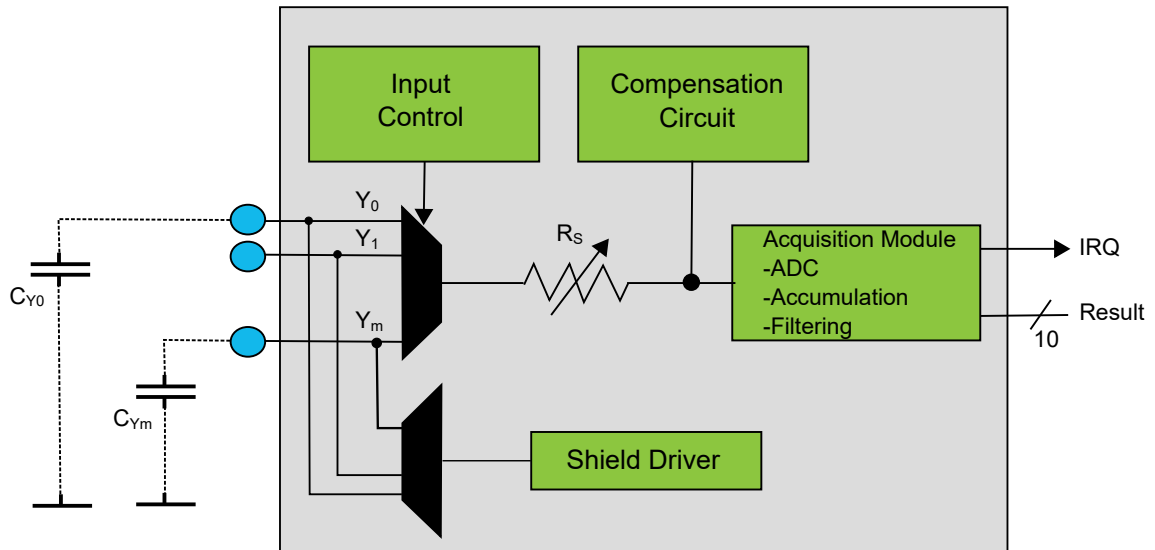 Input
Control
Compensation
Circuit
Y0
Y1
Ym
RS
Acquisition Module
-ADC
-Accumulation
-Filtering
IRQ
Result
10
CY0
CYm
Shield Driver